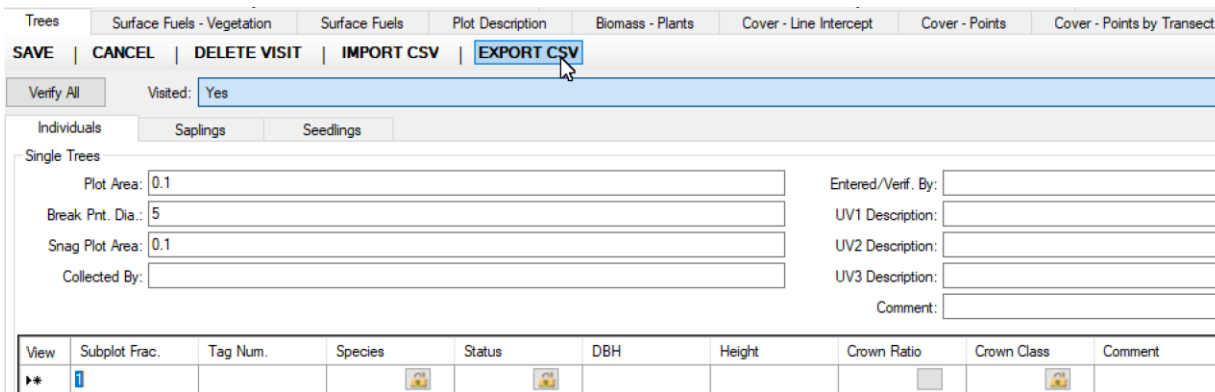 Trees Surface Fuels - Vegetation Surface Fuels Plot Description Biomass - Plants Cover - Line Intercept Cover - Points Cover - Points by Transect
SAVE | CANCEL | DELETE VISIT | IMPORT CSV | EXPORT CSV
Verify All Visited: Yes
Individuals Saplings Seedlings
Single Trees
Plot Area: 0.1 Entered/Verif. By:
Break Pnt. Dia.: 5 UV1 Description:
Snag Plot Area: 0.1 UV2 Description:
Collected By: UV3 Description:
Comment:
View Subplot Frac. Tag Num. Species Status DBH Height Crown Ratio Crown Class Comment
1